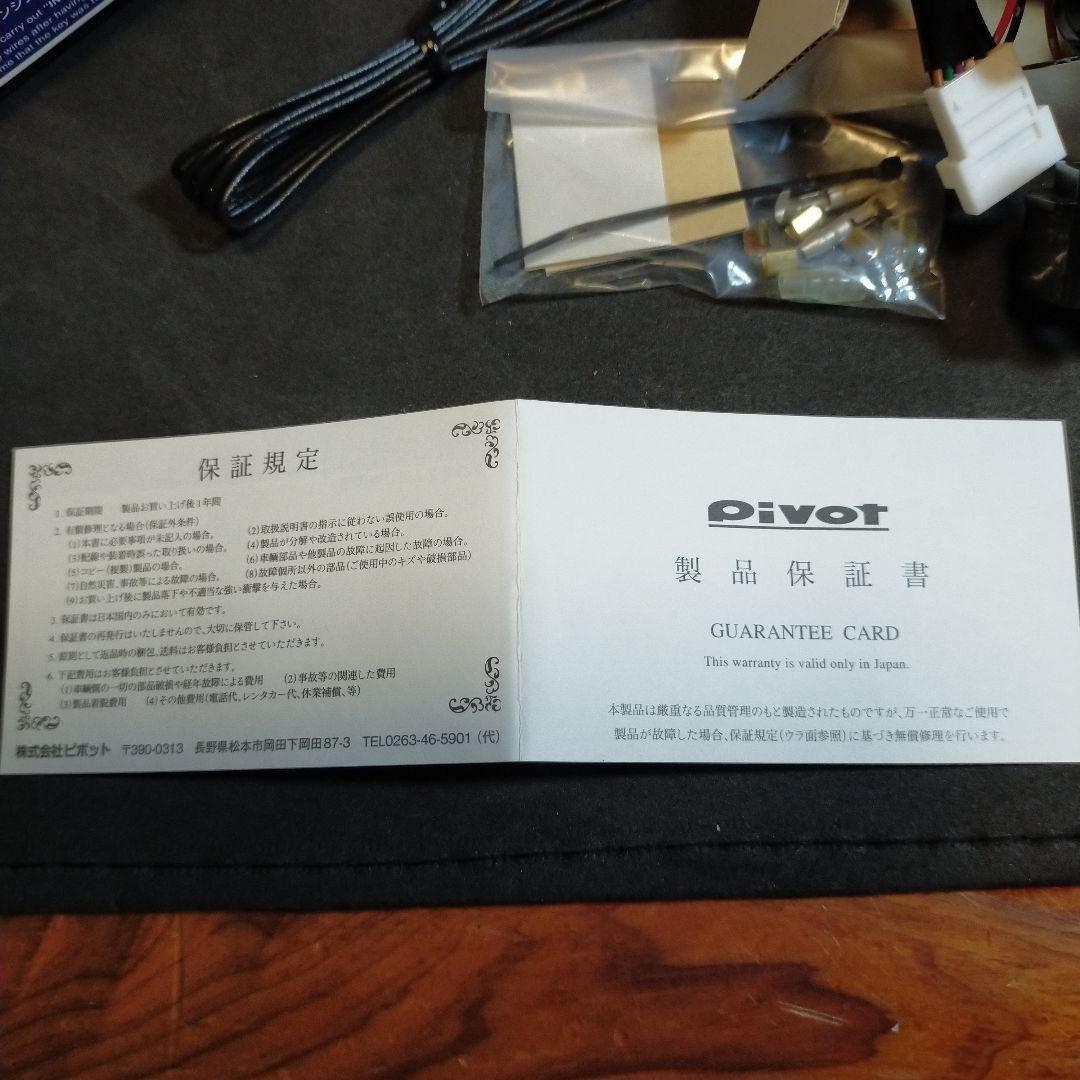 carry out "IN
wires after having
me that the key was
保証規定
1. 保証期間 製品お買い上げ後1年間
2. 有償修理となる場合(保証外条件)
(1)本書に必要事項が未記入の場合。 (2)取扱説明書の指示に従わない誤使用の場合。
(3)配線や装着時誤った取り扱いの場合。 (4)製品が分解や改造されている場合。
(5)コピー(複製)製品の場合。 (6)車輌部品や他製品の故障に起因した故障の場合。
(7)自然災害、事故等による故障の場合。 (8)故障個所以外の部品(ご使用中のキズや破損部品)
(9)お買い上げ後に製品落下や不適当な強い衝撃を与えた場合。
3. 保証書は日本国内のみにおいて有効です。
4. 保証書の再発行はいたしませんので、大切に保管して下さい。
5. 原則として返品時の梱包、送料はお客様負担とさせていただきます。
6. 下記費用はお客様負担とさせていただきます。
(1)車輌側の一切の部品破損や経年故障による費用 (2)事故等の関連した費用
(3)製品着脱費用 (4)その他費用(電話代、レンタカー代、休業補償、等)
株式会社ピボット 〒390-0313 長野県松本市岡田下岡田87-3 TEL0263-46-5901(代)
Pivot
製品保証書
GUARANTEE CARD
This warranty is valid only in Japan.
本製品は厳重なる品質管理のもと製造されたものですが、万一正常なご使用で
製品が故障した場合、保証規定(ウラ面参照)に基づき無償修理を行います。